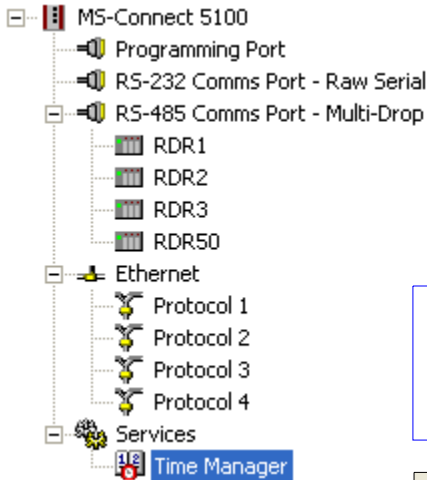 MS-Connect 5100
Programming Port
RS-232 Comms Port - Raw Serial
RS-485 Comms Port - Multi-Drop
RDR1
RDR2
RDR3
RDR50
Ethernet
Protocol 1
Protocol 2
Protocol 3
Protocol 4
Services
Time Manager